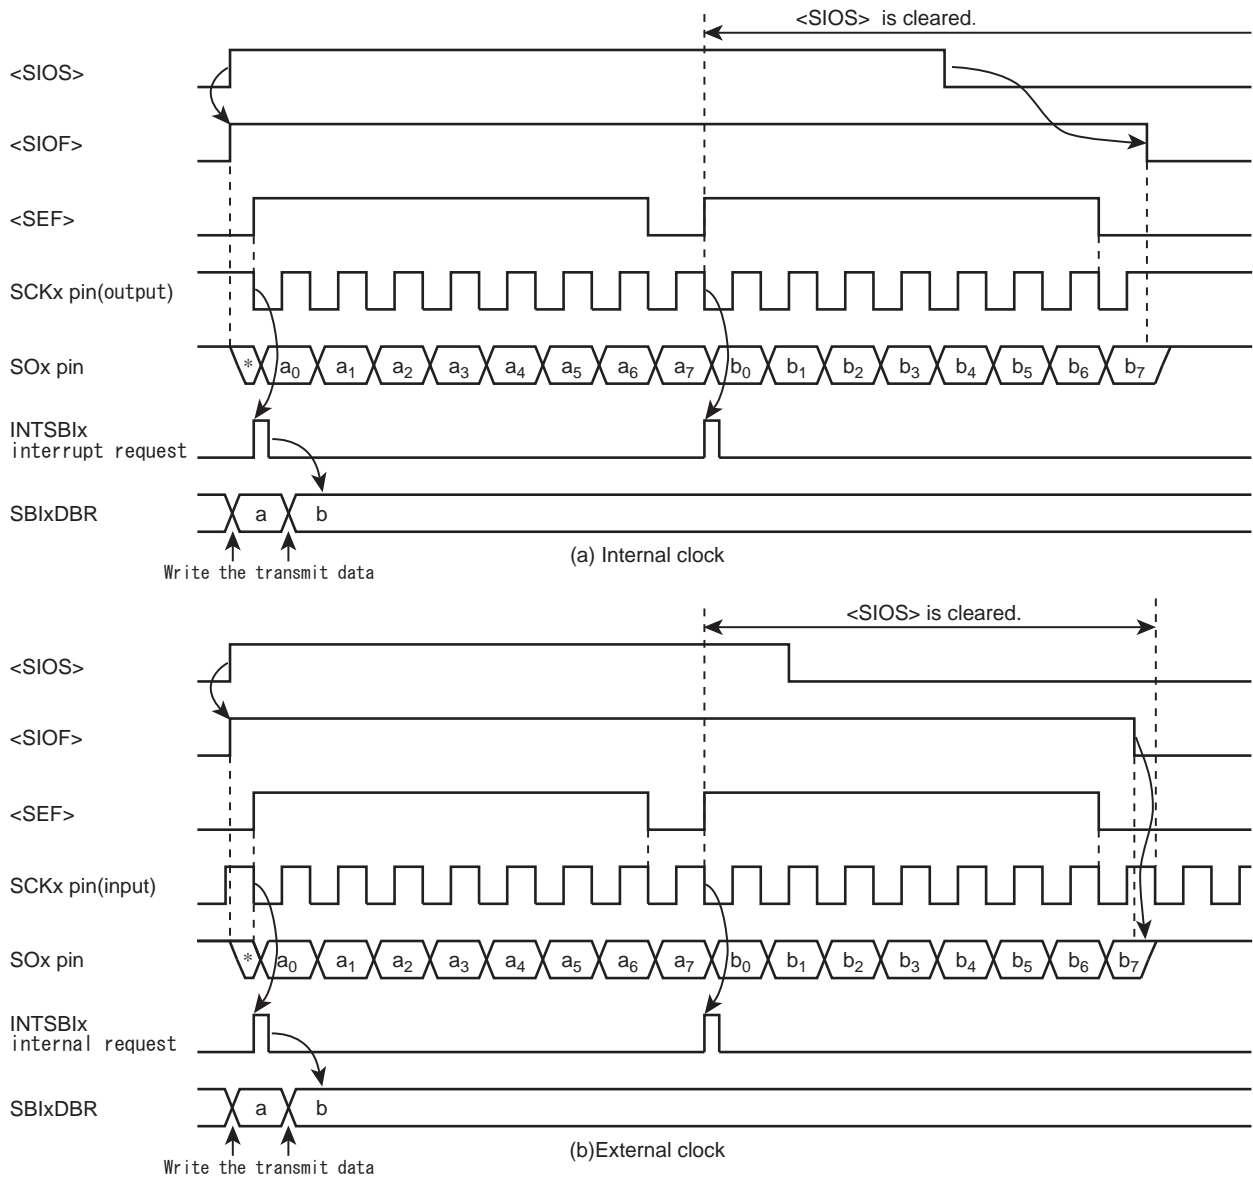 <SIOS> is cleared.
<SIOS>
<SIOF>
<SEF>
SCKx pin(output)
SOx pin
* a0 a1 a2 a3 a4 a5 a6 a7 b0 b1 b2 b3 b4 b5 b6 b7
INTSBIx
interrupt request
SBIxDBR
a b
(a) Internal clock
Write the transmit data
<SIOS> is cleared.
<SIOS>
<SIOF>
<SEF>
SCKx pin(input)
SOx pin
* a0 a1 a2 a3 a4 a5 a6 a7 b0 b1 b2 b3 b4 b5 b6 b7
INTSBIx
internal request
SBIxDBR
a b
(b)External clock
Write the transmit data